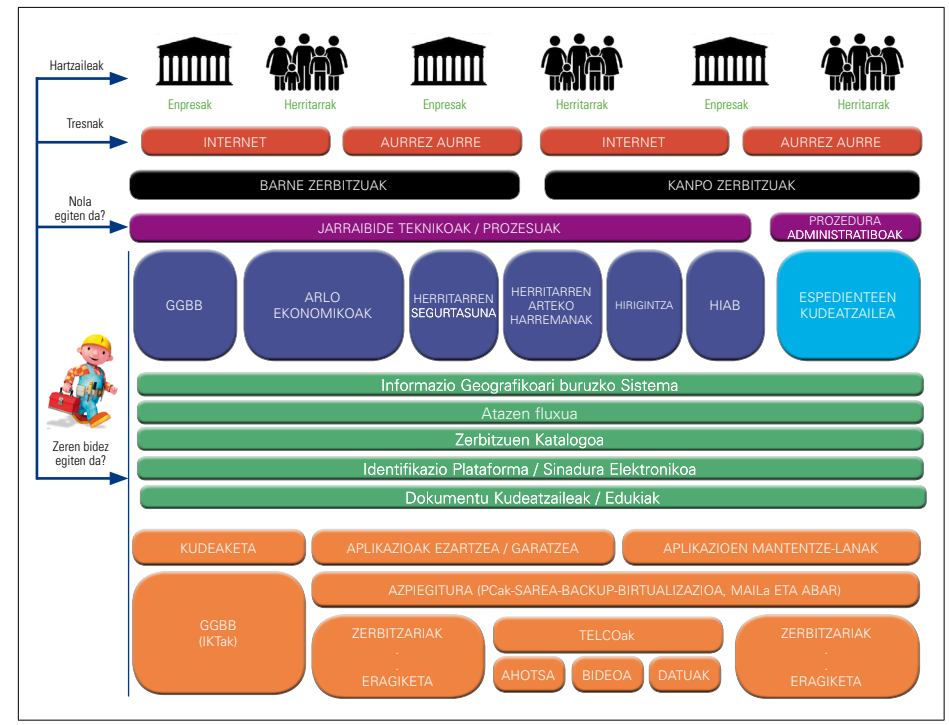 Hartzaileak
Enpresak
Herritarrak
Enpresak
Herritarrak
Enpresak
Herritarrak
Tresnak
INTERNET
AURREZ AURRE
INTERNET
AURREZ AURRE
BARNE ZERBITZUAK
KANPO ZERBITZUAK
Nola
egiten da?
JARRAIBIDE TEKNIKOAK / PROZESUAK
PROZEDURA
ADMINISTRATIBOAK
GGBB
ARLO
EKONOMIKOAK
HERRITARREN
SEGURTASUNA
HERRITARREN
ARTEKO
HARREMANAK
HIRIGINTZA
HIAB
ESPEDIENTEEN
KUDEATZAILEA
Informazio Geografikoari buruzko Sistema
Atazen fluxua
Zerbitzuen Katalogoa
Zeren bidez
egiten da?
Identifikazio Plataforma / Sinadura Elektronikoa
Dokumentu Kudeatzaileak / Edukiak
KUDEAKETA
APLIKAZIOAK EZARTZEA / GARATZEA
APLIKAZIOEN MANTENTZE-LANAK
GGBB
(IKTak)
AZPIEGITURA (PCak-SAREA-BACKUP-BIRTUALIZAZIOA, MAILa ETA ABAR)
ZERBITZARIAK
.
.
ERAGIKETA
TELCOak
AHOTSA
BIDEOA
DATUAK
ZERBITZARIAK
.
.
ERAGIKETA